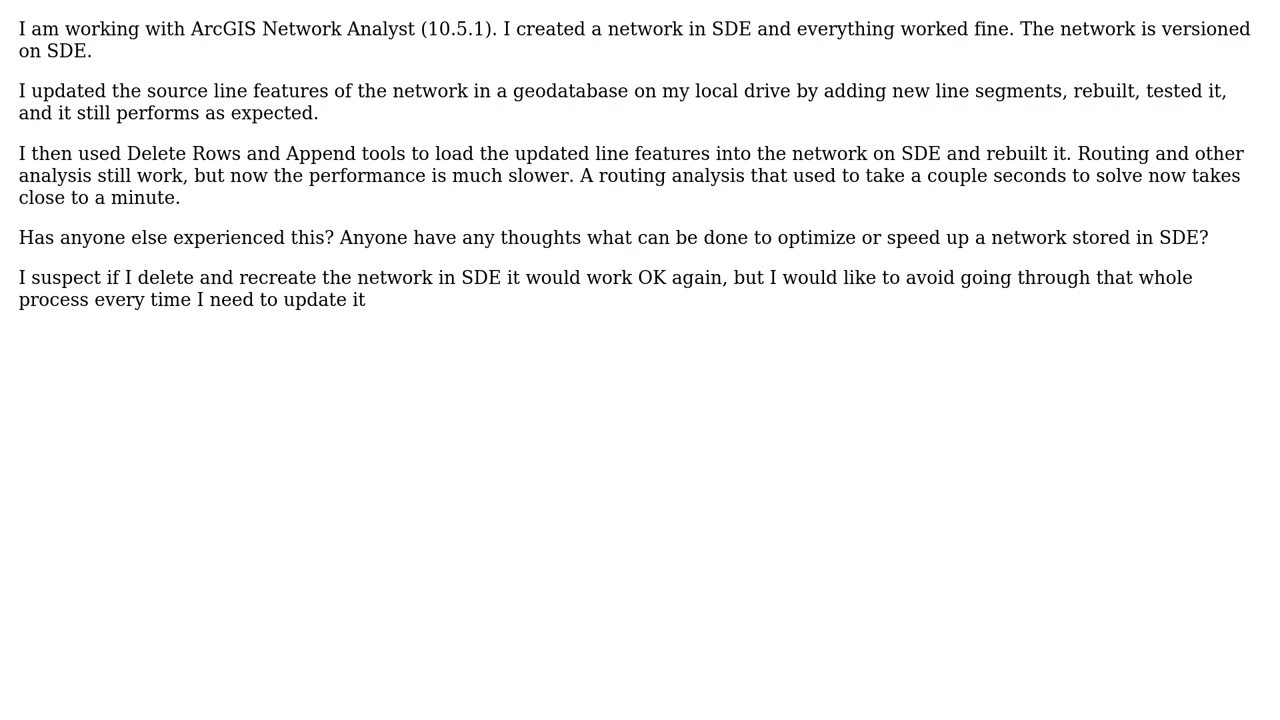 I am working with ArcGIS Network Analyst (10.5.1). I created a network in SDE and everything worked fine. The network is versioned
on SDE.
I updated the source line features of the network in a geodatabase on my local drive by adding new line segments, rebuilt, tested it,
and it still performs as expected.
I then used Delete Rows and Append tools to load the updated line features into the network on SDE and rebuilt it. Routing and other
analysis still work, but now the performance is much slower. A routing analysis that used to take a couple seconds to solve now takes
close to a minute.
Has anyone else experienced this? Anyone have any thoughts what can be done to optimize or speed up a network stored in SDE?
I suspect if I delete and recreate the network in SDE it would work OK again, but I would like to avoid going through that whole
process every time I need to update it